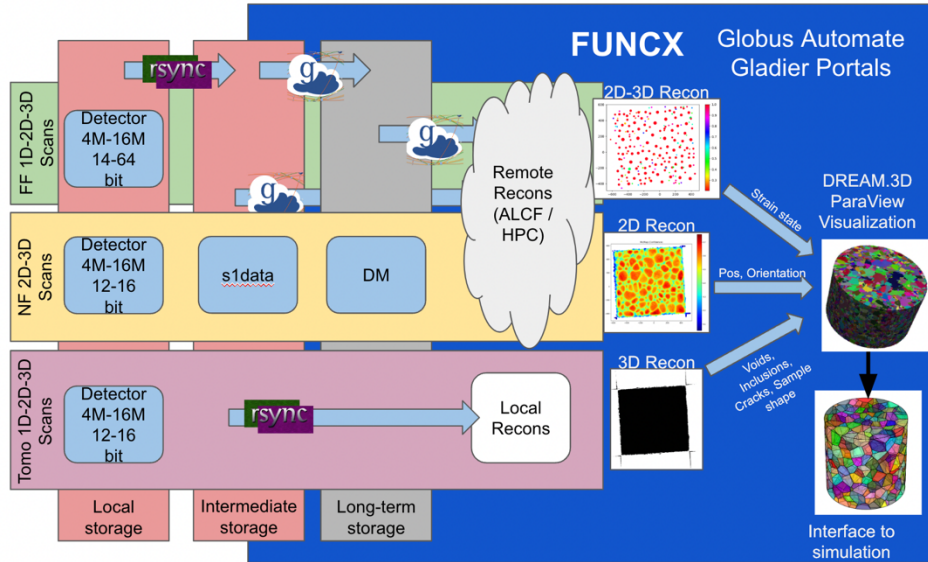 FUNCX
Globus Automate
Gladier Portals
rsync
g
g
g
FF 1D-2D-3D
Scans
Detector
4M-16M
14-64
bit
Remote
Recons
(ALCF /
HPC)
2D-3D Recon
Strain state
DREAM.3D
ParaView
Visualization
NF 2D-3D
Scans
Detector
4M-16M
12-16
bit
s1data
DM
2D Recon
Pos, Orientation
Tomo 1D-2D-3D
Scans
Detector
4M-16M
12-16
bit
rsync
Local
Recons
3D Recon
Voids,
Inclusions,
Cracks, Sample
shape
Local
storage
Intermediate
storage
Long-term
storage
Interface to
simulation